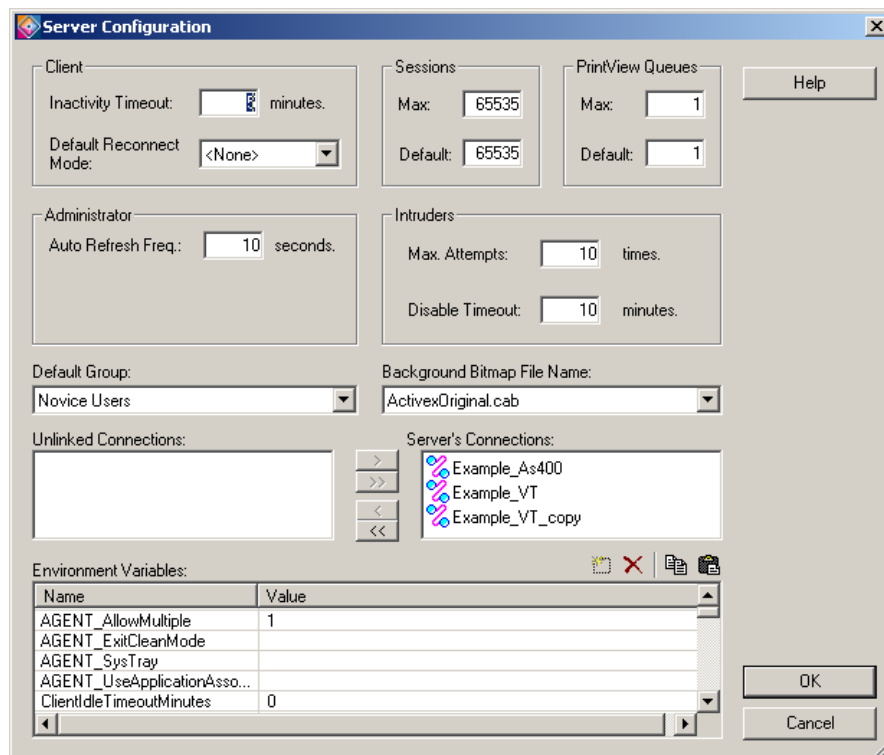 Server Configuration
Client
Inactivity Timeout:
minutes.
Default Reconnect
Mode:
<None>
Sessions
Max: 65535
Default: 65535
PrintView Queues
Max: 1
Default: 1
Help
Administrator
Auto Refresh Freq.: 10 seconds.
Intruders
Max. Attempts: 10 times.
Disable Timeout: 10 minutes.
Default Group:
Novice Users
Background Bitmap File Name:
ActivexOriginal.cab
Unlinked Connections:
>
>>
<
<<
Server's Connections:
Example_As400
Example_VT
Example_VT_copy
Environment Variables:
Name Value
AGENT_AllowMultiple 1
AGENT_ExitCleanMode
AGENT_SysTray
AGENT_UseApplicationAsso...
ClientIdleTimeoutMinutes 0
OK
Cancel